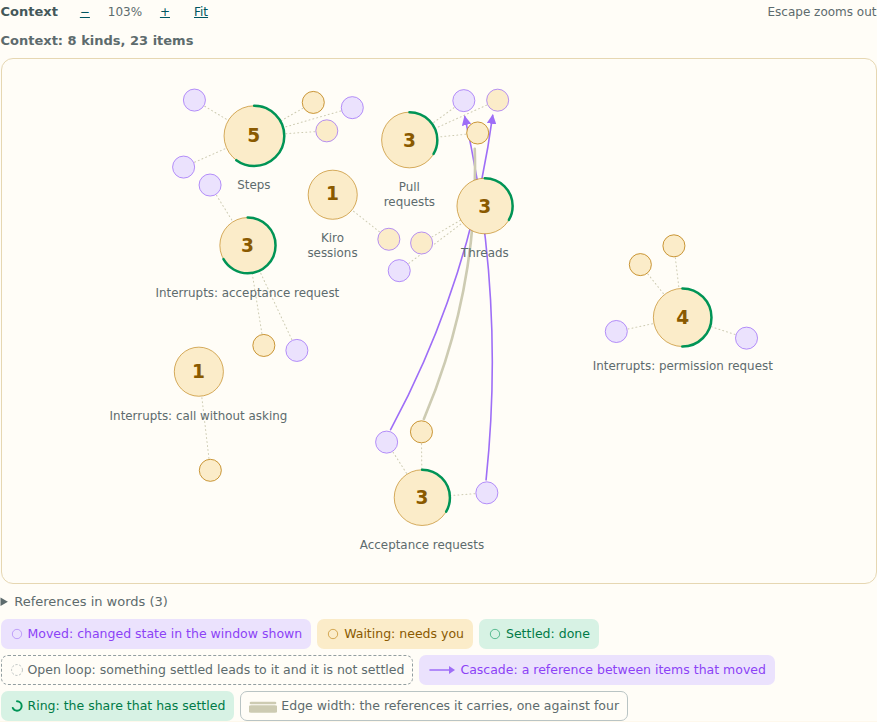 Context − 103% + Fit Escape zooms out
Context: 8 kinds, 23 items
5
Steps
3
Pull
requests
1
Kiro
sessions
3
Threads
3
Interrupts: acceptance request
4
Interrupts: permission request
1
Interrupts: call without asking
3
Acceptance requests
References in words (3)
Moved: changed state in the window shown
Waiting: needs you
Settled: done
Open loop: something settled leads to it and it is not settled
Cascade: a reference between items that moved
Ring: the share that has settled
Edge width: the references it carries, one against four